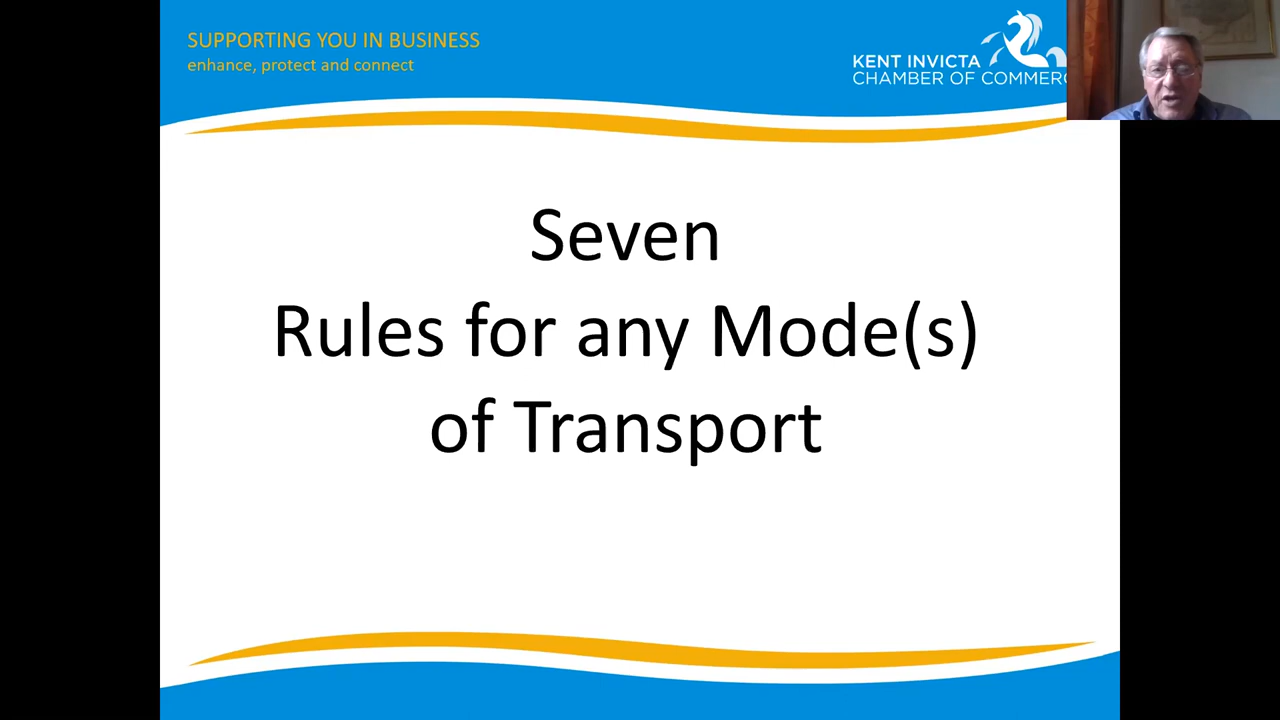 SUPPORTING YOU IN BUSINESS
enhance, protect and connect
KENT INVICTA
CHAMBER OF COMMERC
Seven
Rules for any Mode(s)
of Transport